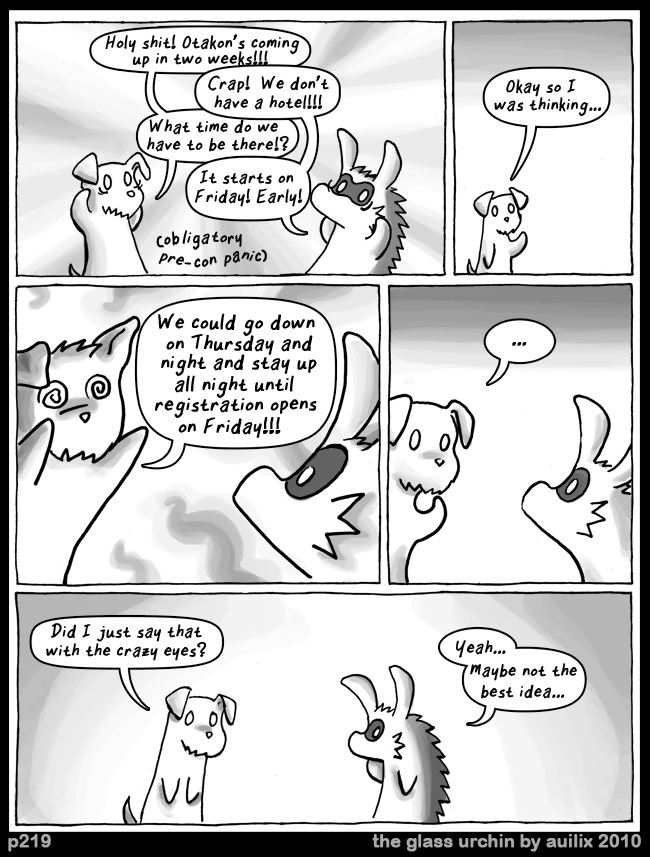 Holy shit! Otakon's coming
up in two weeks!!!
Crap! We don't
have a hotel!!!
What time do we
have to be there!?
It starts on
Friday! Early!
(obligatory
pre-con panic)
Okay so I
was thinking...
We could go down
on Thursday and
night and stay up
all night until
registration opens
on Friday!!!
...
Did I just say that
with the crazy eyes?
Yeah...
Maybe not the
best idea...
p219
the glass urchin by auilix 2010